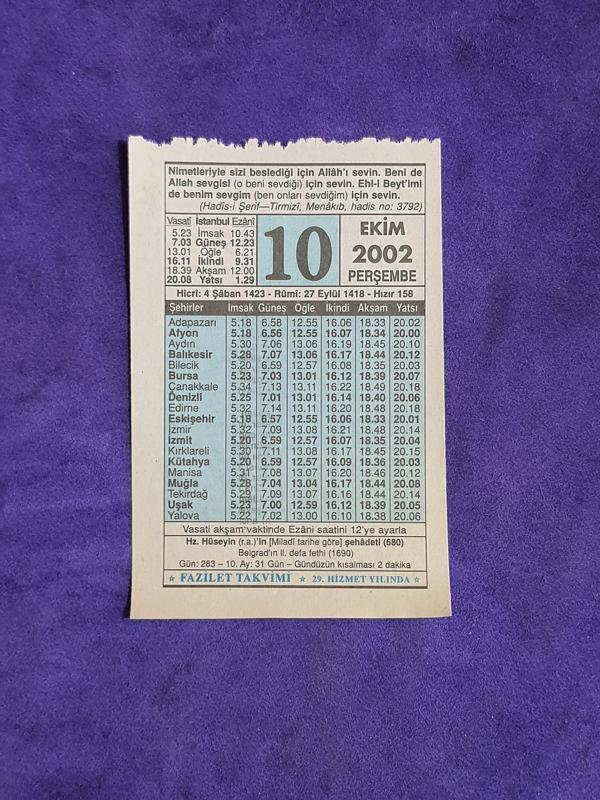 Nimetleriyle sizi beslediği için Allâh'ı sevin. Beni de
Allah sevgisi (o beni sevdiği) için sevin. Ehl-i Beyt'imi
de benim sevgim (ben onları sevdiğim) için sevin.
(Hadîs-i Şerif—Tirmizî, Menâkıb, hadis no: 3792)
Vasatî İstanbul Ezânî
5.23 İmsak 10.43
7.03 Güneş 12.23
13.01 Öğle 6.21
16.11 İkindi 9.31
18.39 Akşam 12.00
20.08 Yatsı 1.29
10
EKİM
2002
PERŞEMBE
Hicrî: 4 Şâban 1423 - Rûmî: 27 Eylül 1418 - Hızır 158
Şehirler İmsak Güneş Öğle İkindi Akşam Yatsı
Adapazarı 5.18 6.58 12.55 16.06 18.33 20.02
Afyon 5.18 6.56 12.55 16.07 18.34 20.00
Aydın 5.30 7.06 13.06 16.19 18.45 20.10
Balıkesir 5.28 7.07 13.06 16.17 18.44 20.12
Bilecik 5.20 6.59 12.57 16.08 18.35 20.03
Bursa 5.23 7.03 13.01 16.12 18.39 20.07
Çanakkale 5.34 7.13 13.11 16.22 18.49 20.18
Denizli 5.25 7.01 13.01 16.14 18.40 20.06
Edirne 5.32 7.14 13.11 16.20 18.48 20.18
Eskişehir 5.18 6.57 12.55 16.06 18.33 20.01
İzmir 5.32 7.09 13.08 16.21 18.48 20.14
İzmit 5.20 6.59 12.57 16.07 18.35 20.04
Kırklareli 5.30 7.11 13.08 16.17 18.45 20.15
Kütahya 5.20 6.59 12.57 16.09 18.36 20.03
Manisa 5.31 7.08 13.07 16.20 18.46 20.12
Muğla 5.28 7.04 13.04 16.17 18.44 20.08
Tekirdağ 5.29 7.09 13.07 16.16 18.44 20.14
Uşak 5.23 7.00 12.59 16.12 18.39 20.05
Yalova 5.22 7.02 13.00 16.10 18.38 20.06
Vasati akşam vaktinde Ezâni saatini 12'ye ayarla
Hz. Hüseyin (r.a.)'in [Miladî tarihe göre] şehâdeti (680)
Belgrad'ın II. defa fethi (1690)
Gün: 283 – 10. Ay: 31 Gün – Gündüzün kısalması 2 dakika
FAZİLET TAKVİMİ ★ 29. HİZMET YILINDA ★